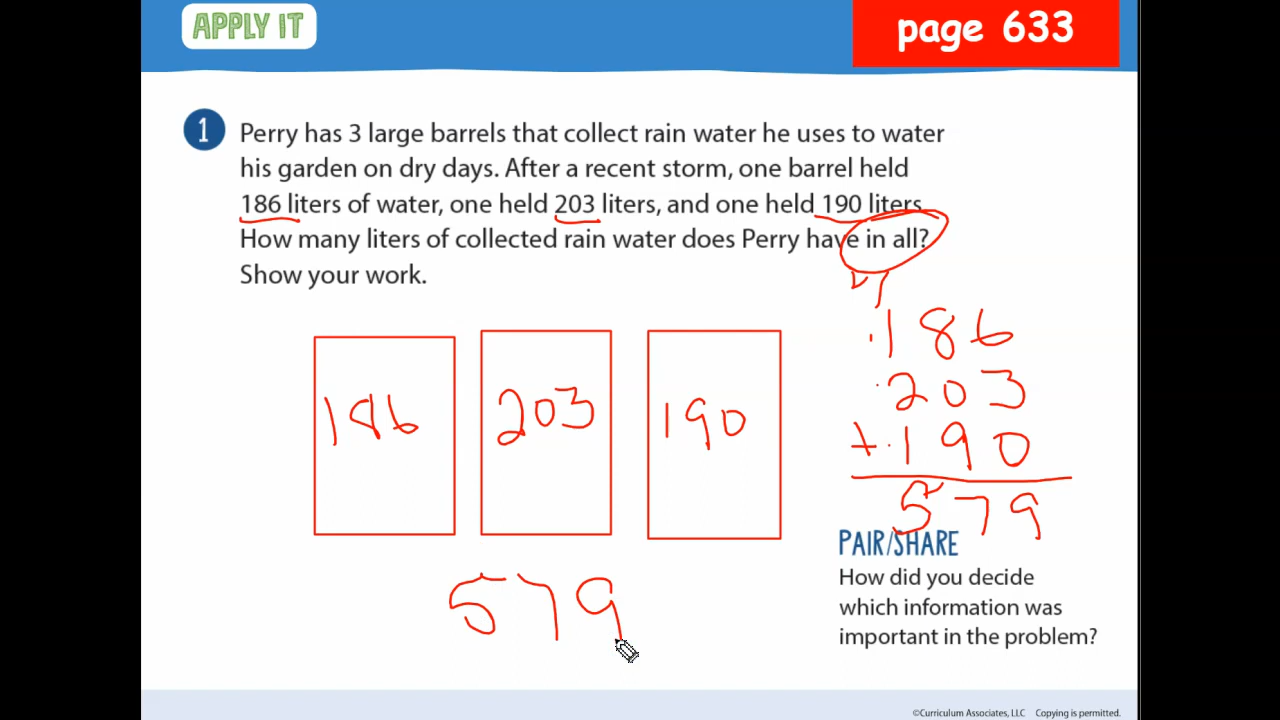 APPLY IT
page 633
1 Perry has 3 large barrels that collect rain water he uses to water
his garden on dry days. After a recent storm, one barrel held
186 liters of water, one held 203 liters, and one held 190 liters.
How many liters of collected rain water does Perry have in all?
Show your work.
186 203 190
1
186
203
+ 190
579
579
PAIR/SHARE
How did you decide
which information was
important in the problem?
©Curriculum Associates, LLC Copying is permitted.